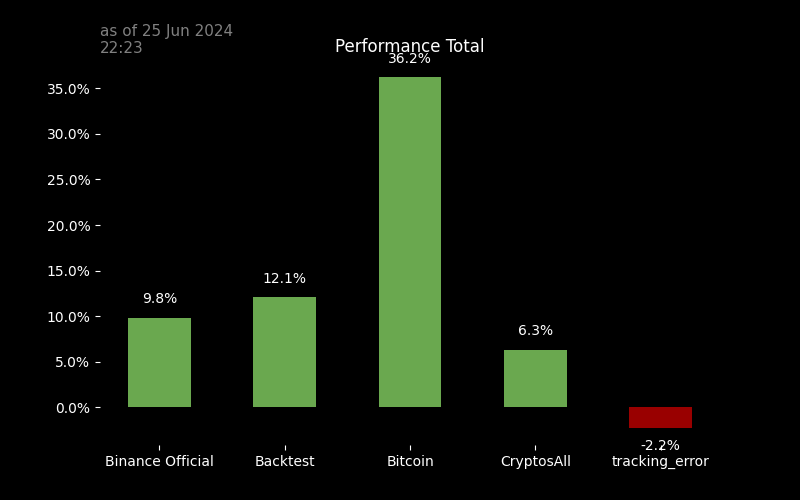 as of 25 Jun 2024
22:23
Performance Total
36.2%
35.0%
30.0%
25.0%
20.0%
15.0%
10.0%
5.0%
0.0%
9.8%
12.1%
6.3%
-2.2%
Binance Official
Backtest
Bitcoin
CryptosAll
tracking_error